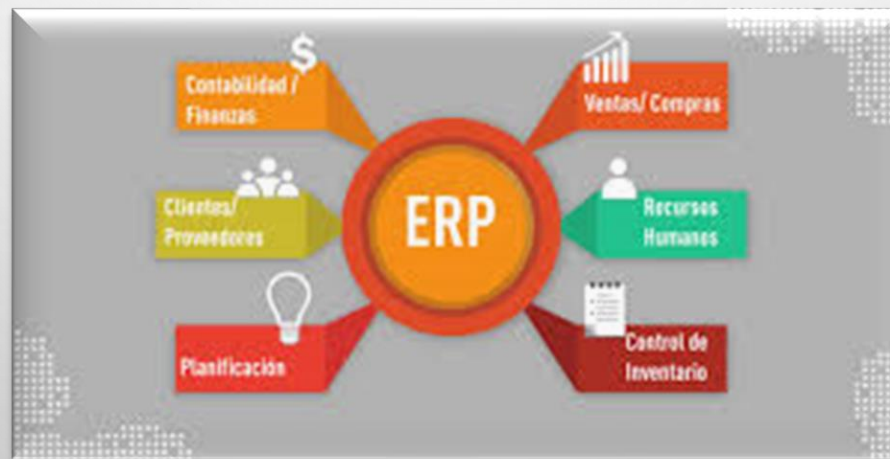 $
Contabilidad /
Finanzas
Ventas/ Compras
Clientes/
Proveedores
ERP
Recursos
Humanos
Planificación
Control de
Inventario